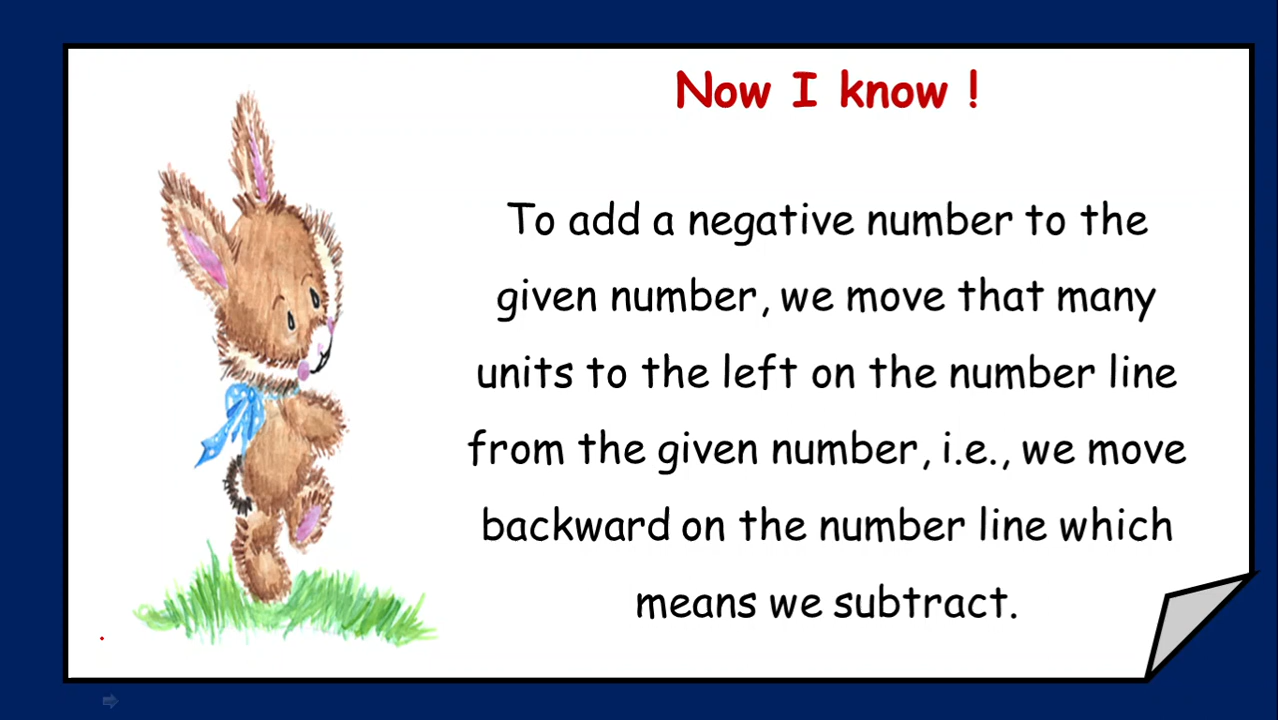 Now I know !
To add a negative number to the
given number, we move that many
units to the left on the number line
from the given number, i.e., we move
backward on the number line which
means we subtract.